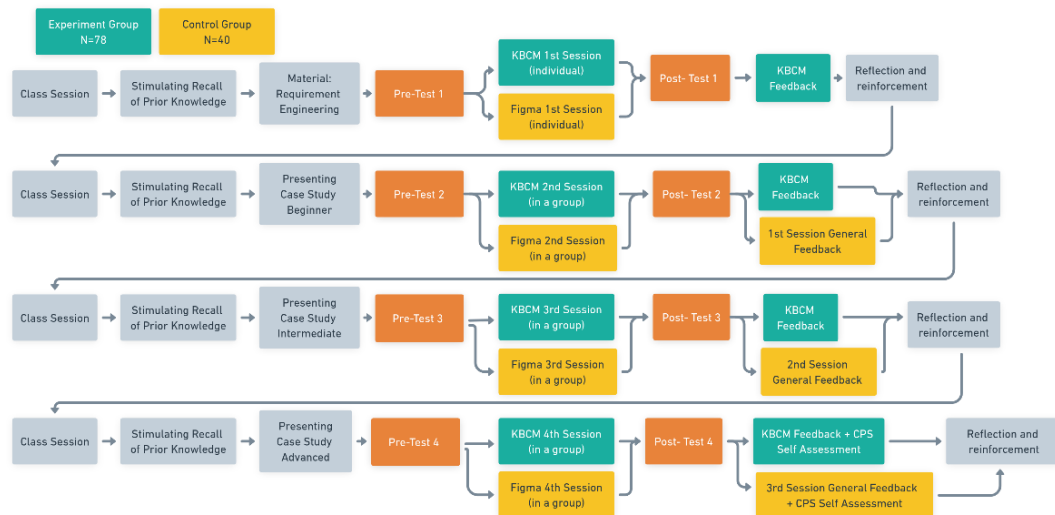 Experiment Group
N=78
Control Group
N=40
Class Session
Stimulating Recall
of Prior Knowledge
Material:
Requirement
Engineering
Pre-Test 1
KBCM 1st Session
(individual)
Figma 1st Session
(individual)
Post- Test 1
KBCM
Feedback
Reflection and
reinforcement
Class Session
Stimulating Recall
of Prior Knowledge
Presenting
Case Study
Beginner
Pre-Test 2
KBCM 2nd Session
(in a group)
Figma 2nd Session
(in a group)
Post- Test 2
KBCM
Feedback
1st Session General
Feedback
Reflection and
reinforcement
Class Session
Stimulating Recall
of Prior Knowledge
Presenting
Case Study
Intermediate
Pre-Test 3
KBCM 3rd Session
(in a group)
Figma 3rd Session
(in a group)
Post- Test 3
KBCM
Feedback
2nd Session
General Feedback
Reflection and
reinforcement
Class Session
Stimulating Recall
of Prior Knowledge
Presenting
Case Study
Advanced
Pre-Test 4
KBCM 4th Session
(in a group)
Figma 4th Session
(in a group)
Post- Test 4
KBCM Feedback + CPS
Self Assessment
3rd Session General Feedback
+ CPS Self Assessment
Reflection and
reinforcement